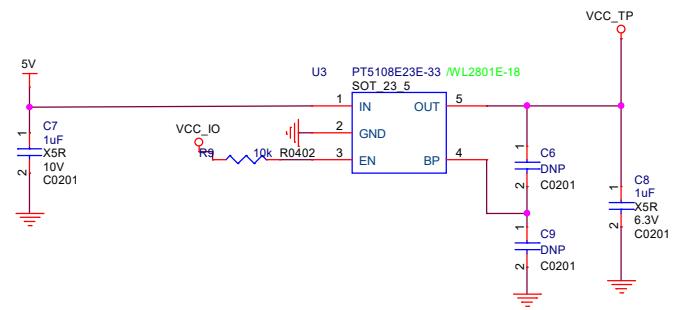 VCC_TP
5V
U3 PT5108E23E-33 /WL2801E-18
SOT_23_5
1 IN OUT 5
2 GND
3 EN BP 4
VCC_IO
R9 10k R0402
1
2
C7
1uF
X5R
10V
C0201
1
2
C6
DNP
C0201
1
2
C8
1uF
X5R
6.3V
C0201
1
2
C9
DNP
C0201